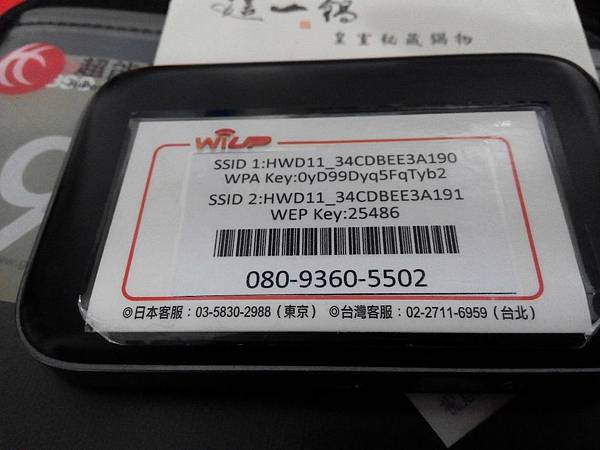 這一鍋
皇室秘藏鍋物
WiUP
SSID 1:HWD11_34CDBEE3A190
WPA Key:0yD99Dyq5FqTyb2
SSID 2:HWD11_34CDBEE3A191
WEP Key:25486
080-9360-5502
◎日本客服：03-5830-2988（東京） ◎台灣客服：02-2711-6959（台北）